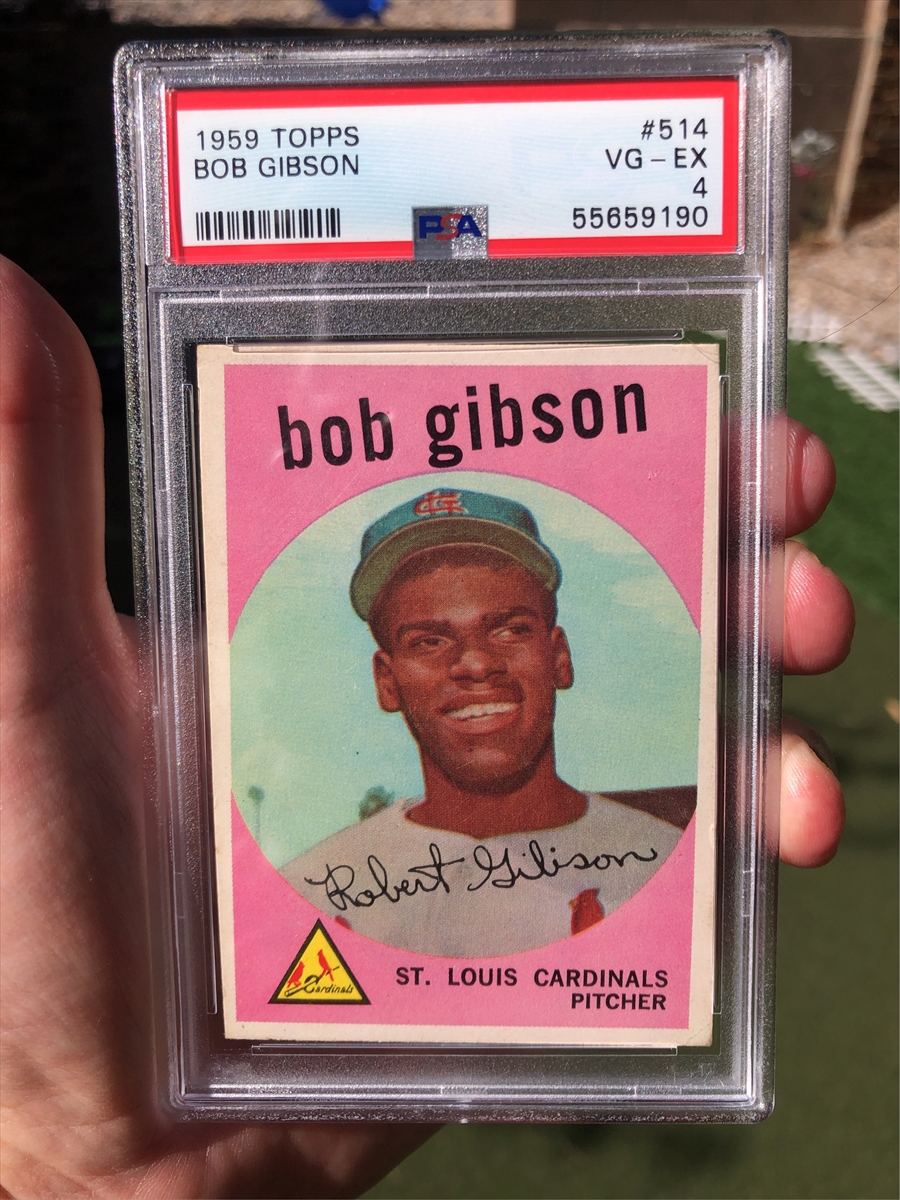 1959 TOPPS #514
BOB GIBSON VG - EX
4
55659190
PSA
bob gibson
Robert Gibson
Cardinals
ST. LOUIS CARDINALS
PITCHER